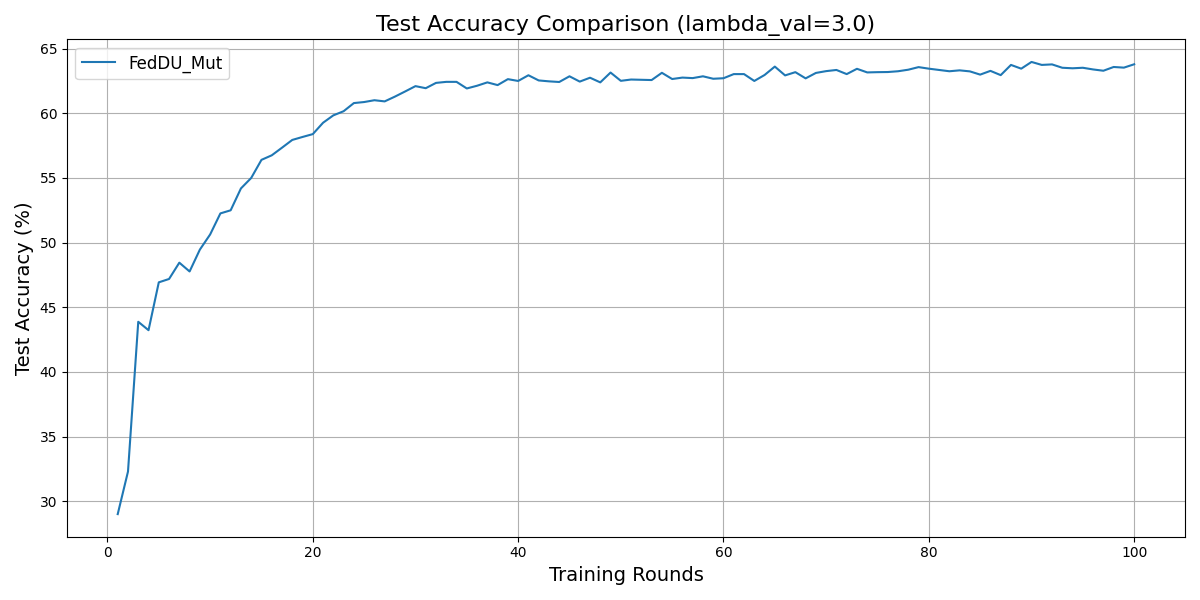 Test Accuracy Comparison (lambda_val=3.0)
FedDU_Mut
Test Accuracy (%)
65
60
55
50
45
40
35
30
0 20 40 60 80 100
Training Rounds